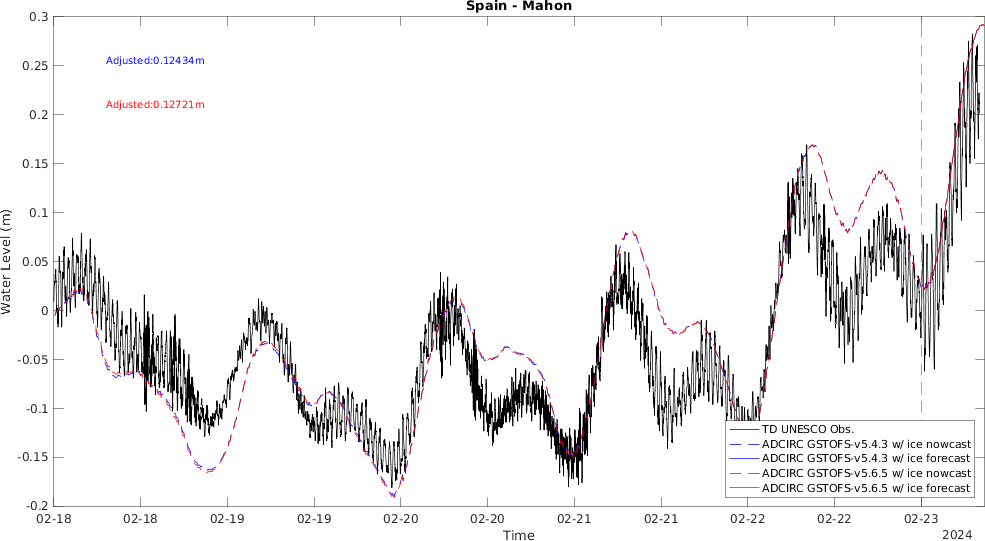 Spain - Mahon
0.3
0.25
0.2
0.15
0.1
0.05
0
-0.05
-0.1
-0.15
-0.2
Water Level (m)
Adjusted:0.12434m
Adjusted:0.12721m
TD UNESCO Obs.
ADCIRC GSTOFS-v5.4.3 w/ ice nowcast
ADCIRC GSTOFS-v5.4.3 w/ ice forecast
ADCIRC GSTOFS-v5.6.5 w/ ice nowcast
ADCIRC GSTOFS-v5.6.5 w/ ice forecast
02-18 02-18 02-19 02-19 02-20 02-20 02-21 02-21 02-22 02-22 02-23
Time
2024